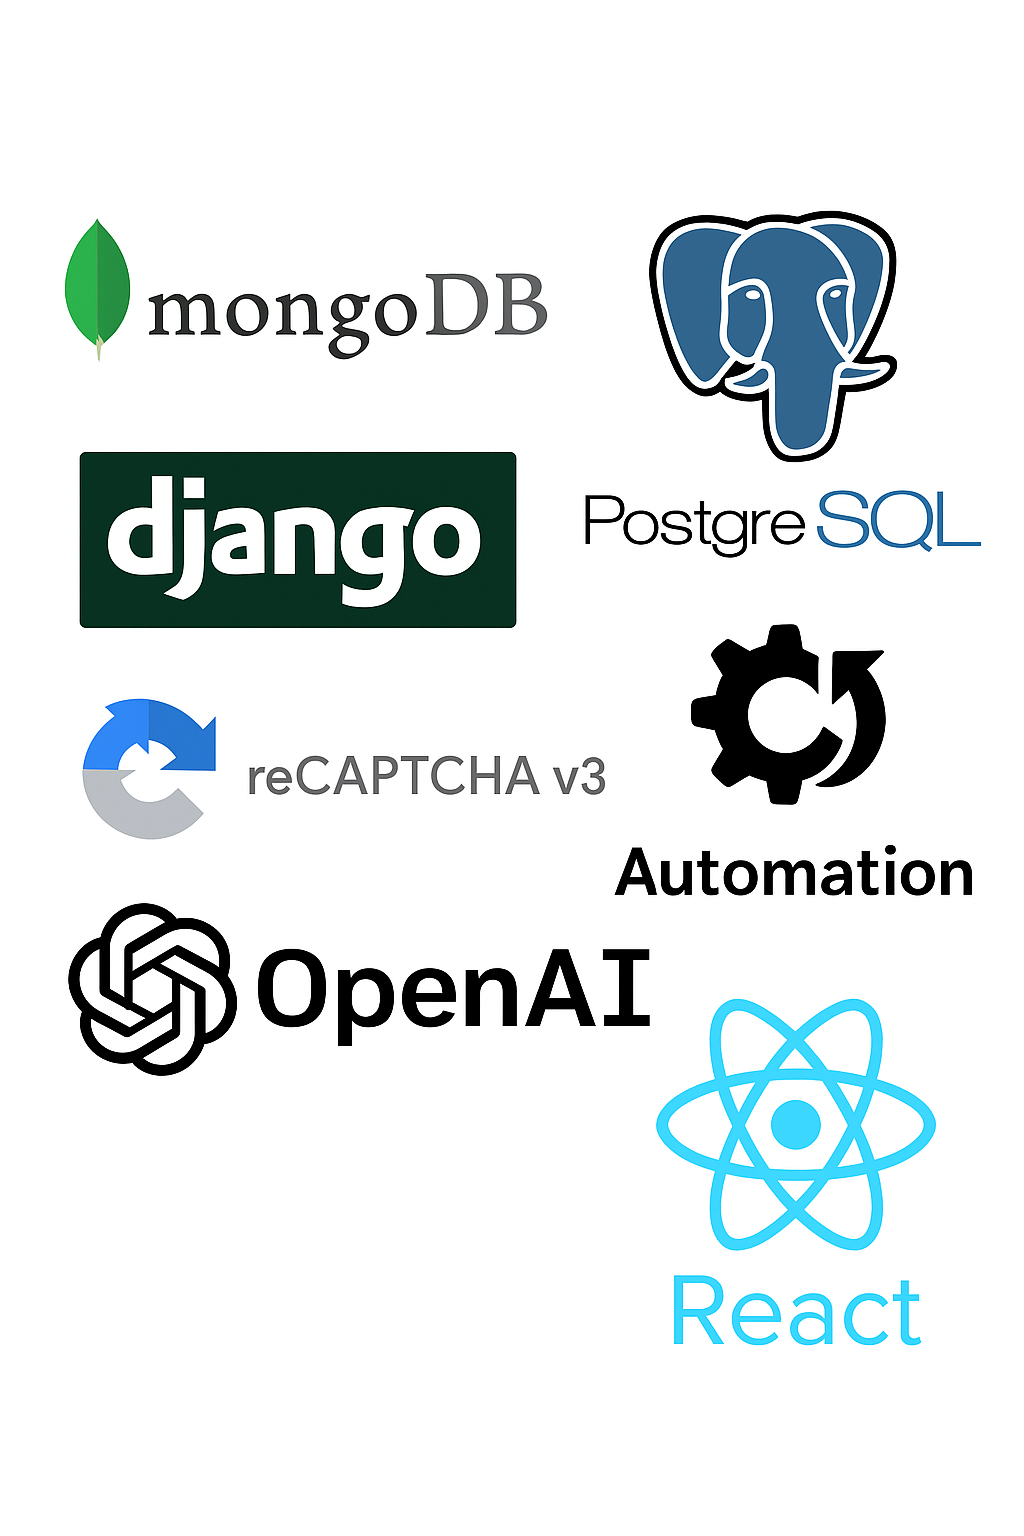 mongoDB
PostgreSQL
django
reCAPTCHA v3
Automation
OpenAI
React